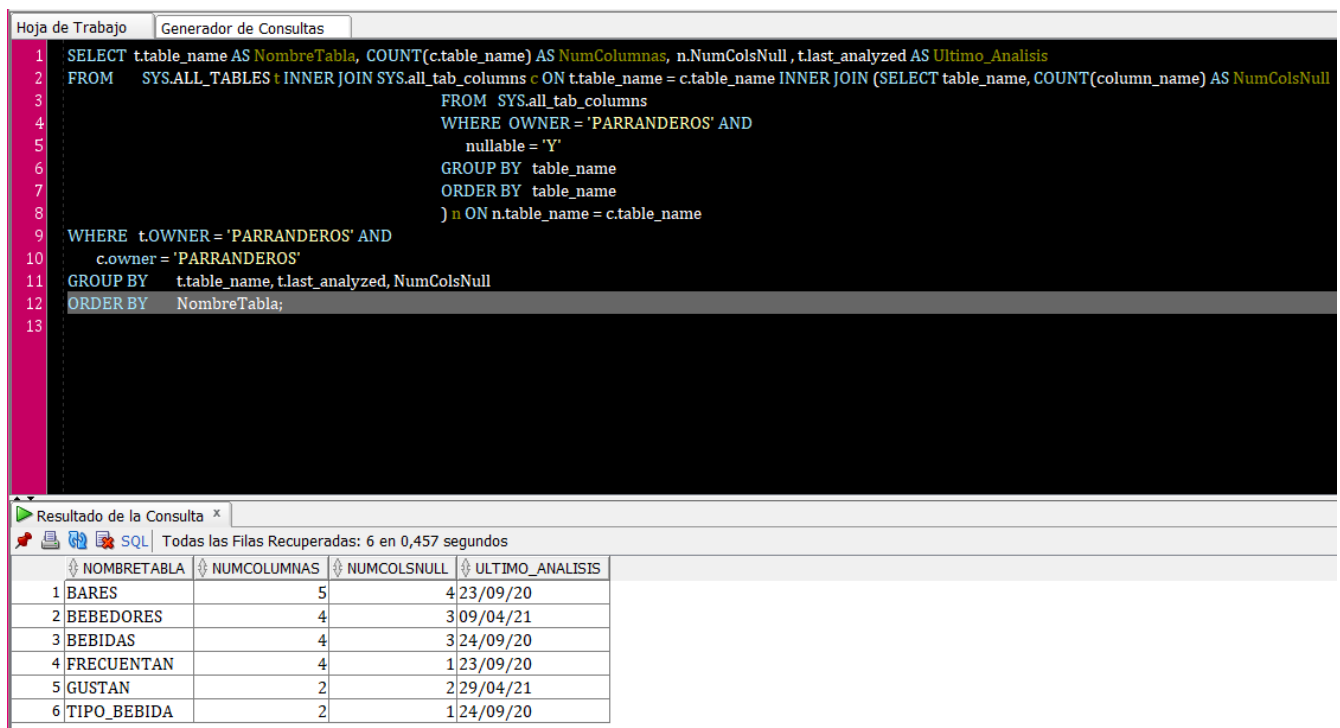 Hoja de Trabajo Generador de Consultas
1 SELECT t.table_name AS NombreTabla, COUNT(c.table_name) AS NumColumnas, n.NumColsNull , t.last_analyzed AS Ultimo_Analisis
2 FROM SYS.ALL_TABLES t INNER JOIN SYS.all_tab_columns c ON t.table_name = c.table_name INNER JOIN (SELECT table_name, COUNT(column_name) AS NumColsNull
3 FROM SYS.all_tab_columns
4 WHERE OWNER = 'PARRANDEROS' AND
5 nullable = 'Y'
6 GROUP BY table_name
7 ORDER BY table_name
8 ) n ON n.table_name = c.table_name
9 WHERE t.OWNER = 'PARRANDEROS' AND
10 c.owner = 'PARRANDEROS'
11 GROUP BY t.table_name, t.last_analyzed, NumColsNull
12 ORDER BY NombreTabla;
13
Resultado de la Consulta x
SQL Todas las Filas Recuperadas: 6 en 0,457 segundos
NOMBRETABLA NUMCOLUMNAS NUMCOLSNULL ULTIMO_ANALISIS
1 BARES 5 4 23/09/20
2 BEBEDORES 4 3 09/04/21
3 BEBIDAS 4 3 24/09/20
4 FRECUENTAN 4 1 23/09/20
5 GUSTAN 2 2 29/04/21
6 TIPO_BEBIDA 2 1 24/09/20